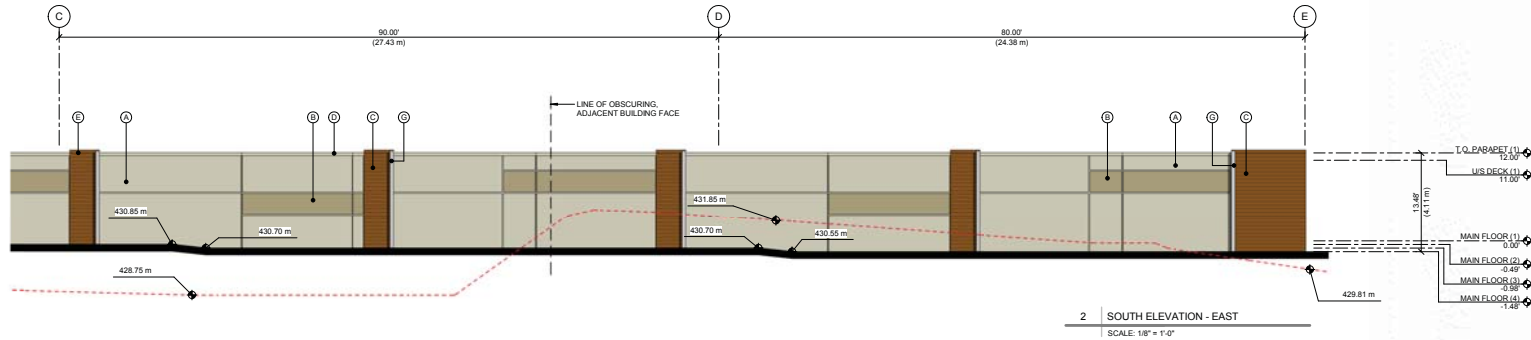 C
D
E
90.00'
(27.43 m)
80.00'
(24.38 m)
LINE OF OBSCURING,
ADJACENT BUILDING FACE
E
A
B
D
C
G
B
A
G
C
T.O. PARAPET (1)
12.00'
U/S DECK (1)
11.00'
13.48'
(4.11 m)
430.85 m
430.70 m
431.85 m
430.70 m
430.55 m
MAIN FLOOR (1)
0.00'
MAIN FLOOR (2)
-0.49'
MAIN FLOOR (3)
-0.98'
MAIN FLOOR (4)
-1.48'
428.75 m
429.81 m
2 SOUTH ELEVATION - EAST
SCALE: 1/8" = 1'-0"